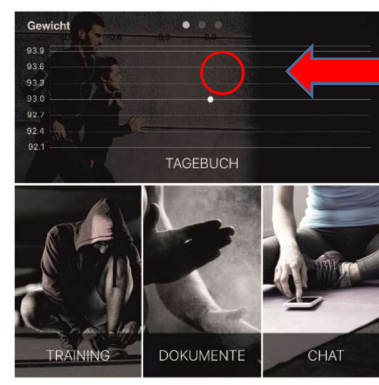 Gewicht
93.9
93.6
93.3
93.0
92.7
92.4
92.1
TAGEBUCH
TRAINING
DOKUMENTE
CHAT